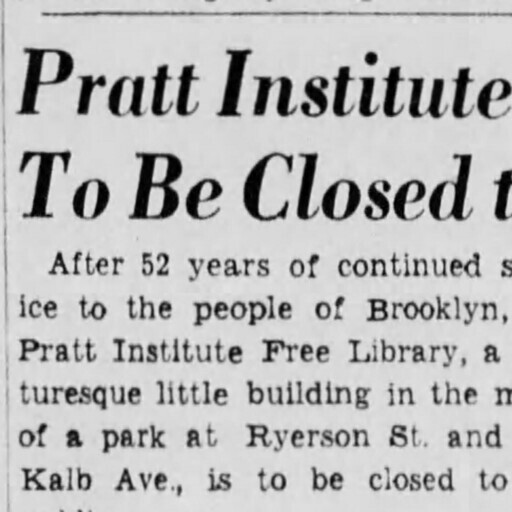 Pratt Institute
To Be Closed t
After 52 years of continued s
ice to the people of Brooklyn,
Pratt Institute Free Library, a
turesque little building in the m
of a park at Ryerson St. and
Kalb Ave., is to be closed to